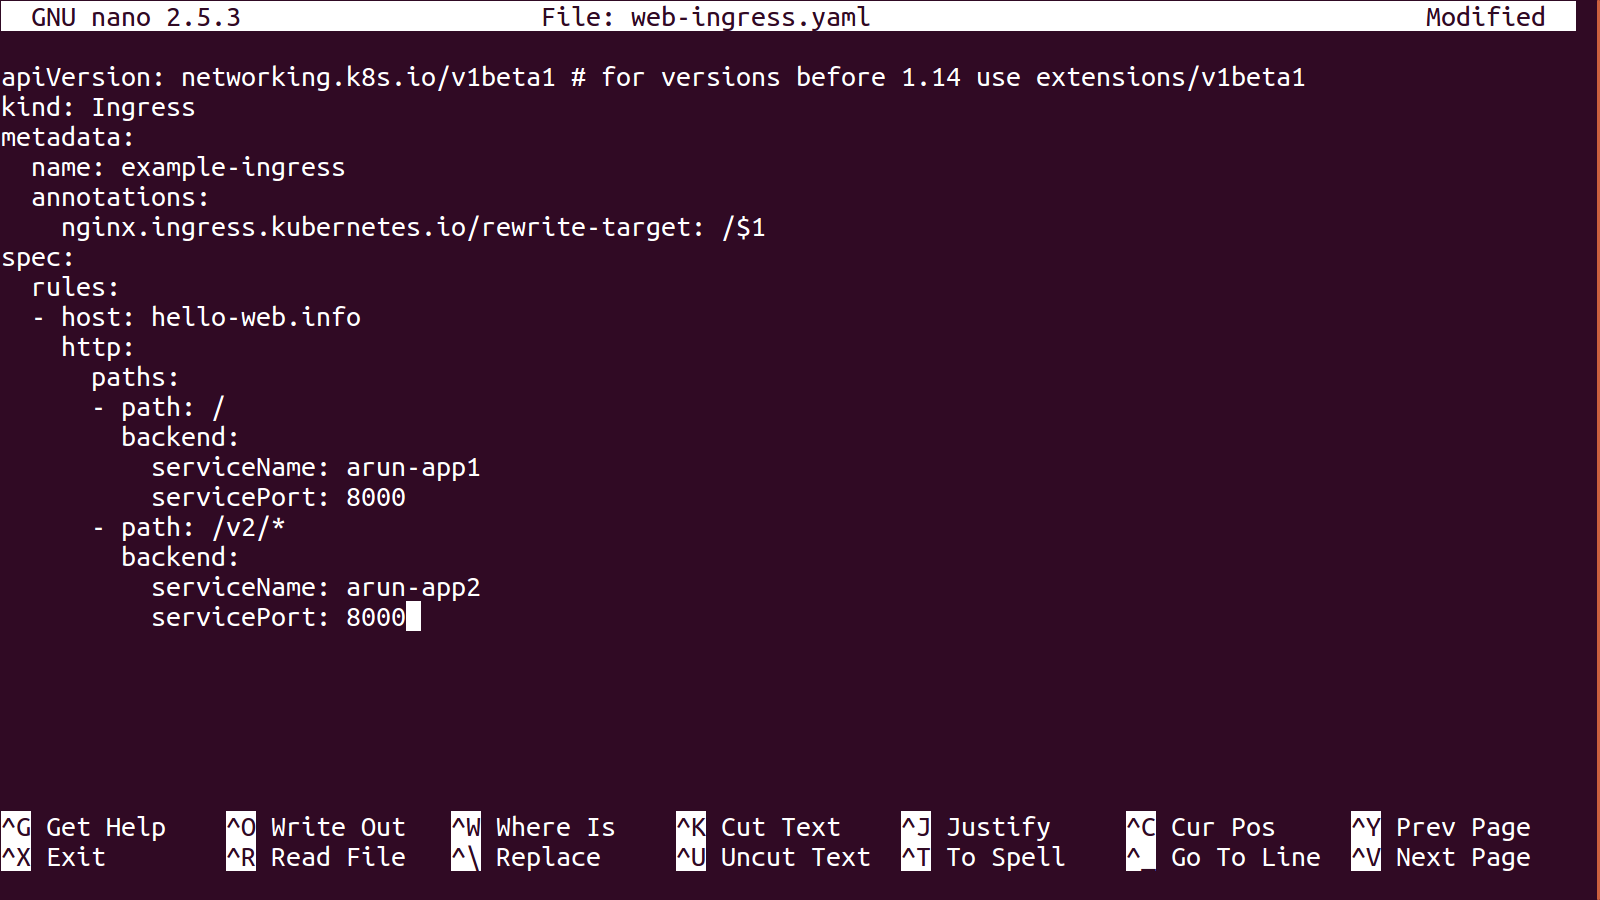 GNU nano 2.5.3 File: web-ingress.yaml Modified
apiVersion: networking.k8s.io/v1beta1 # for versions before 1.14 use extensions/v1beta1
kind: Ingress
metadata:
  name: example-ingress
  annotations:
    nginx.ingress.kubernetes.io/rewrite-target: /$1
spec:
  rules:
  - host: hello-web.info
    http:
      paths:
      - path: /
        backend:
          serviceName: arun-app1
          servicePort: 8000
      - path: /v2/*
        backend:
          serviceName: arun-app2
          servicePort: 8000
^G Get Help ^O Write Out ^W Where Is ^K Cut Text ^J Justify ^C Cur Pos ^Y Prev Page
^X Exit ^R Read File ^\ Replace ^U Uncut Text ^T To Spell ^_ Go To Line ^V Next Page